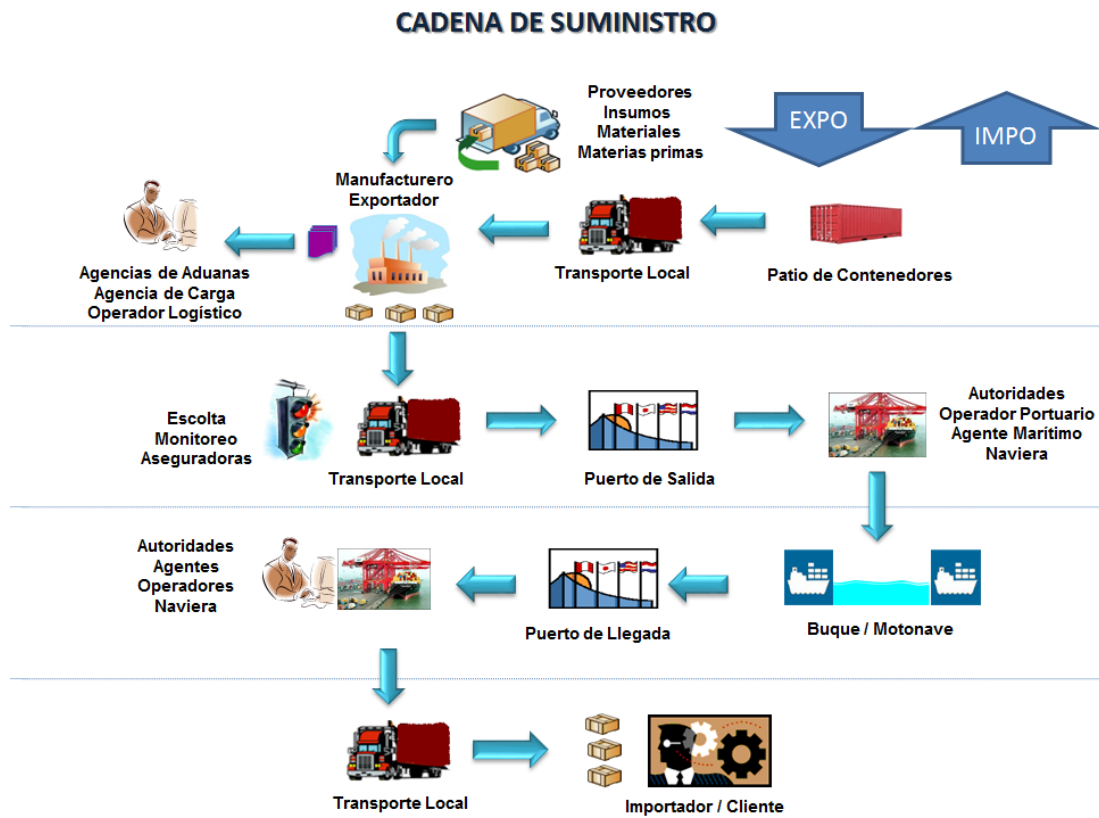 CADENA DE SUMINISTRO
Proveedores
Insumos
Materiales
Materias primas
EXPO
IMPO
Manufacturero
Exportador
Agencias de Aduanas
Agencia de Carga
Operador Logístico
Transporte Local
Patio de Contenedores
Escolta
Monitoreo
Aseguradoras
Transporte Local
Puerto de Salida
Autoridades
Operador Portuario
Agente Marítimo
Naviera
Autoridades
Agentes
Operadores
Naviera
Puerto de Llegada
Buque / Motonave
Transporte Local
Importador / Cliente